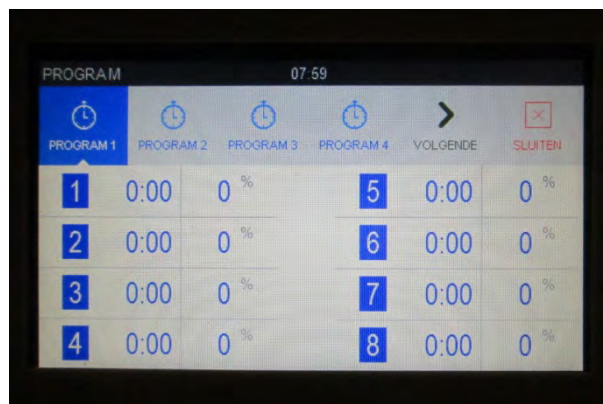 PROGRAM 07:59
PROGRAM 1 PROGRAM 2 PROGRAM 3 PROGRAM 4 VOLGENDE SLUITEN
1 0:00 0 % 5 0:00 0 %
2 0:00 0 % 6 0:00 0 %
3 0:00 0 % 7 0:00 0 %
4 0:00 0 % 8 0:00 0 %